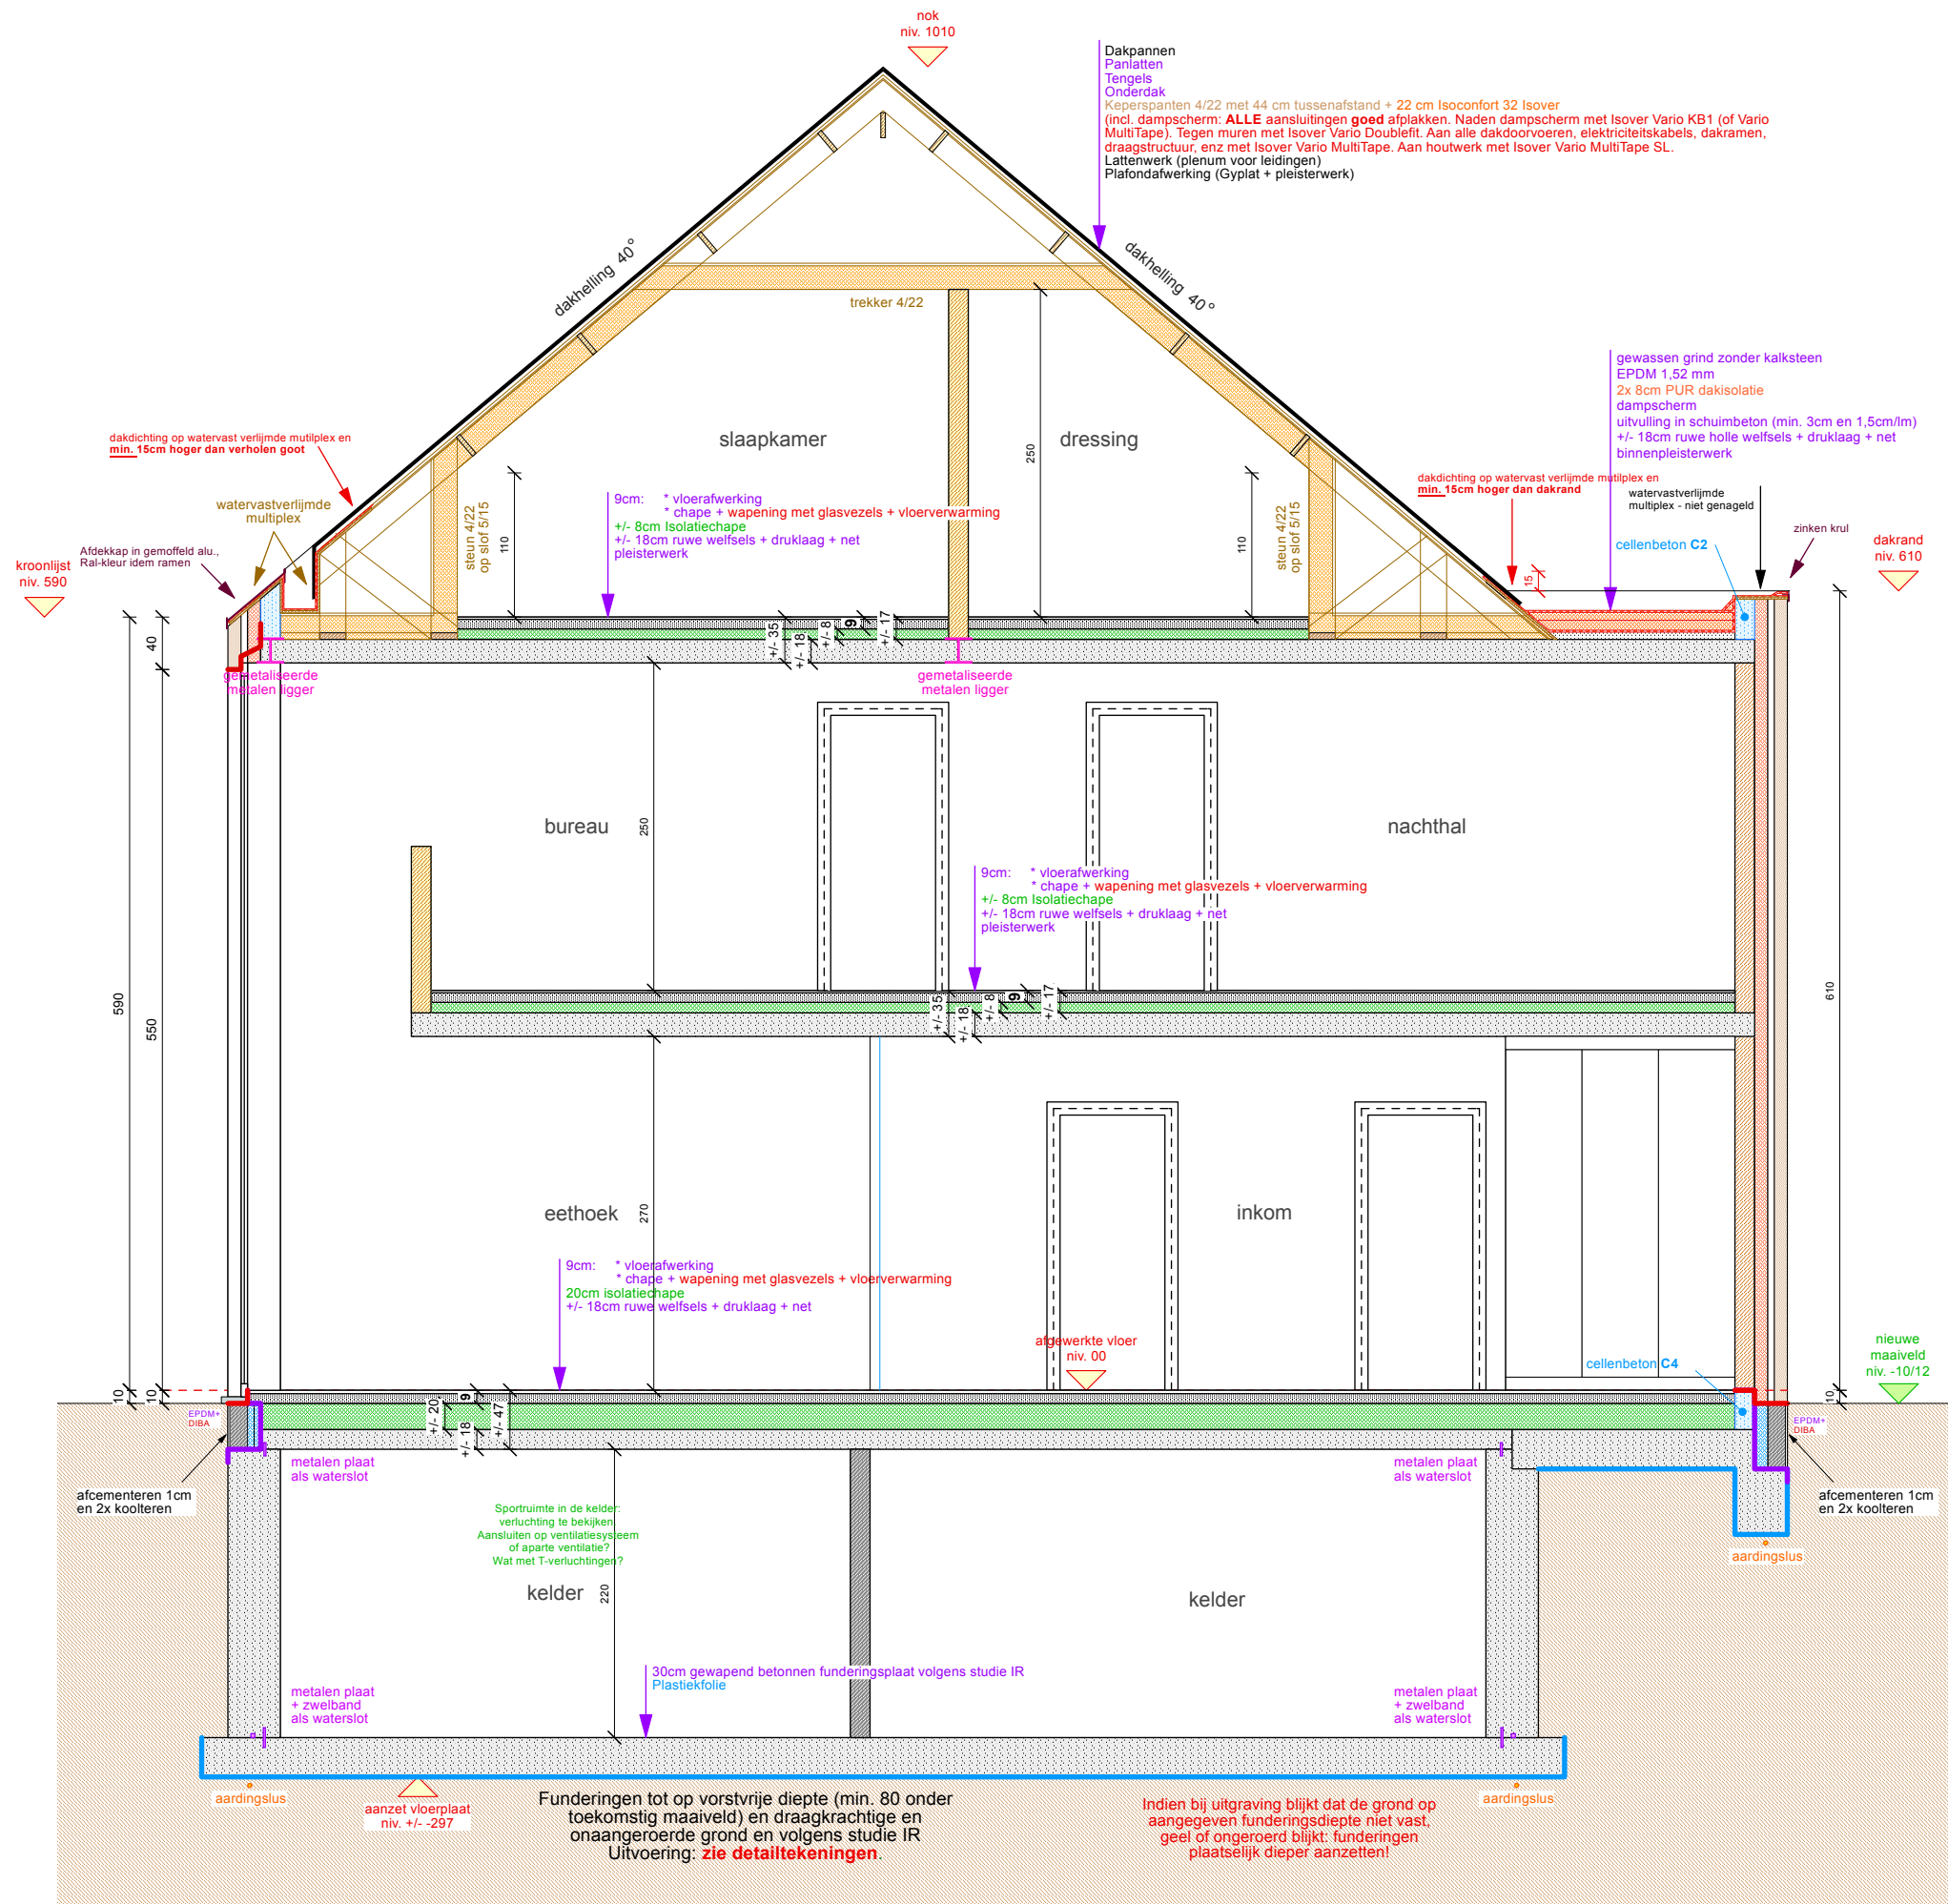 nok
niv. 1010
Dakpannen
Panlatten
Tengels
Onderdak
Keperspanten 4/22 met 44 cm tussenafstand + 22 cm Isoconfort 32 Isover
(incl. dampscherm: ALLE aansluitingen goed afplakken. Naden dampscherm met Isover Vario KB1 (of Vario
MultiTape). Tegen muren met Isover Vario Doublefit. Aan alle dakdoorvoeren, elektriciteitskabels, dakramen,
draagstructuur, enz met Isover Vario MultiTape. Aan houtwerk met Isover Vario MultiTape SL.
Lattenwerk (plenum voor leidingen)
Plafondafwerking (Gyplat + pleisterwerk)
dakhelling 40°
dakhelling 40°
trekker 4/22
gewassen grind zonder kalksteen
EPDM 1,52 mm
2x 8cm PUR dakisolatie
dampscherm
uitvulling in schuimbeton (min. 3cm en 1,5cm/lm)
+/- 18cm ruwe holle welfsels + druklaag + net
binnenpleisterwerk
dakdichting op watervast verlijmde mutilplex en
min. 15cm hoger dan verholen goot
slaapkamer
dressing
250
dakdichting op watervast verlijmde mutilplex en
min. 15cm hoger dan dakrand
watervastverlijmde
multiplex - niet genageld
zinken krul
watervastverlijmde
multiplex
9cm: * vloerafwerking
* chape + wapening met glasvezels + vloerverwarming
+/- 8cm Isolatiechape
+/- 18cm ruwe welfsels + druklaag + net
pleisterwerk
steun 4/22
op slof 5/15
110
110
steun 4/22
op slof 5/15
Afdekkap in gemoffeld alu.,
Ral-kleur idem ramen
kroonlijst
niv. 590
cellenbeton C2
dakrand
niv. 610
15
40
+/- 35
+/- 18
+/- 8
9
+/- 17
gemetaliseerde
metalen ligger
gemetaliseerde
metalen ligger
bureau
250
nachthal
9cm: * vloerafwerking
* chape + wapening met glasvezels + vloerverwarming
+/- 8cm Isolatiechape
+/- 18cm ruwe welfsels + druklaag + net
pleisterwerk
590
550
610
+/- 35
+/- 18
+/- 8
9
+/- 17
eethoek
270
inkom
9cm: * vloerafwerking
* chape + wapening met glasvezels + vloerverwarming
20cm isolatiechape
+/- 18cm ruwe welfsels + druklaag + net
afgewerkte vloer
niv. 00
cellenbeton C4
nieuwe
maaiveld
niv. -10/12
10
10
10
EPDM+
DIBA
+/- 20
9
+/- 18
+/- 47
EPDM+
DIBA
metalen plaat
als waterslot
metalen plaat
als waterslot
afcementeren 1cm
en 2x koolteren
afcementeren 1cm
en 2x koolteren
Sportruimte in de kelder:
verluchting te bekijken
Aansluiten op ventilatiesysteem
of aparte ventilatie?
Wat met T-verluchtingen?
aardingslus
kelder
220
kelder
30cm gewapend betonnen funderingsplaat volgens studie IR
Plastiekfolie
metalen plaat
+ zwelband
als waterslot
metalen plaat
+ zwelband
als waterslot
aardingslus
aanzet vloerplaat
niv. +/- -297
Funderingen tot op vorstvrije diepte (min. 80 onder
toekomstig maaiveld) en draagkrachtige en
onaangeroerde grond en volgens studie IR
Uitvoering: zie detailtekeningen.
Indien bij uitgraving blijkt dat de grond op
aangegeven funderingsdiepte niet vast,
geel of ongeroerd blijkt: funderingen
plaatselijk dieper aanzetten!
aardingslus